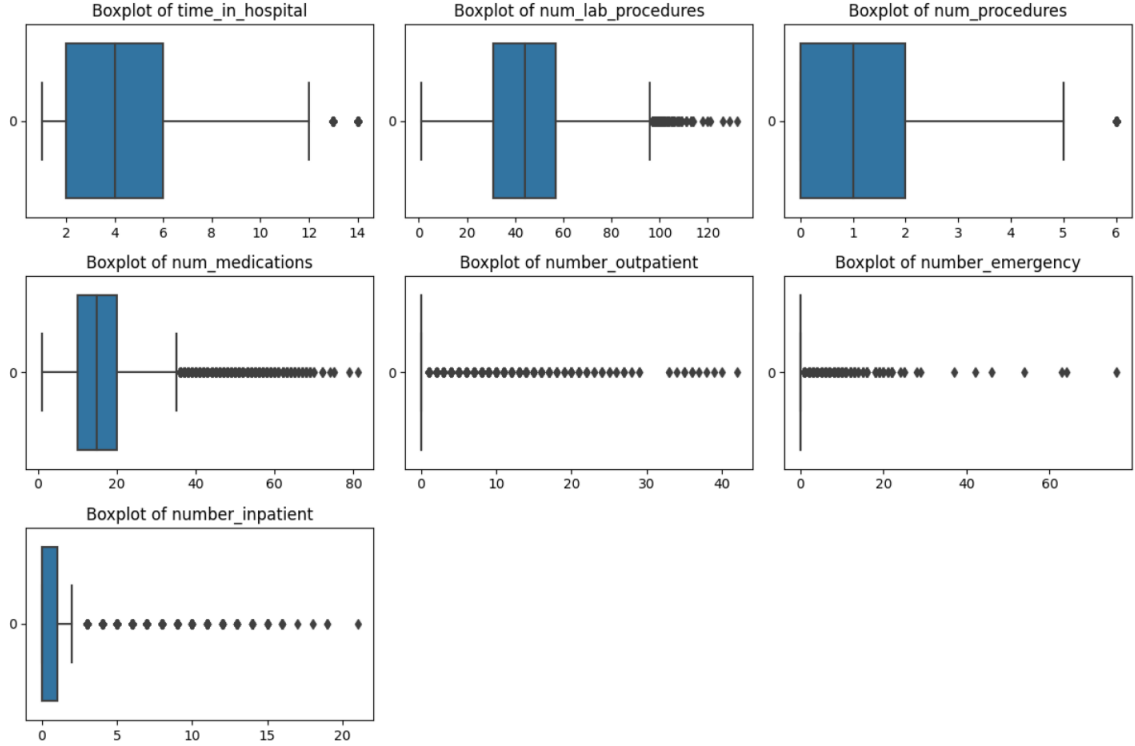 Boxplot of time_in_hospital
0
2 4 6 8 10 12 14
Boxplot of num_lab_procedures
0
0 20 40 60 80 100 120
Boxplot of num_procedures
0
0 1 2 3 4 5 6
Boxplot of num_medications
0
0 20 40 60 80
Boxplot of number_outpatient
0
0 10 20 30 40
Boxplot of number_emergency
0
0 20 40 60
Boxplot of number_inpatient
0
0 5 10 15 20